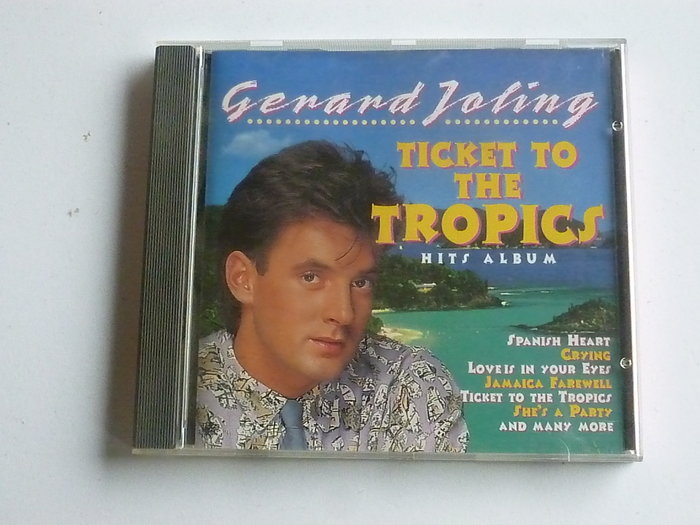 Gerard Joling
TICKET TO
THE
TROPICS
HITS ALBUM
SPANISH HEART
CRYING
LOVE IS IN YOUR EYES
JAMAICA FAREWELL
TICKET TO THE TROPICS
SHE'S A PARTY
AND MANY MORE